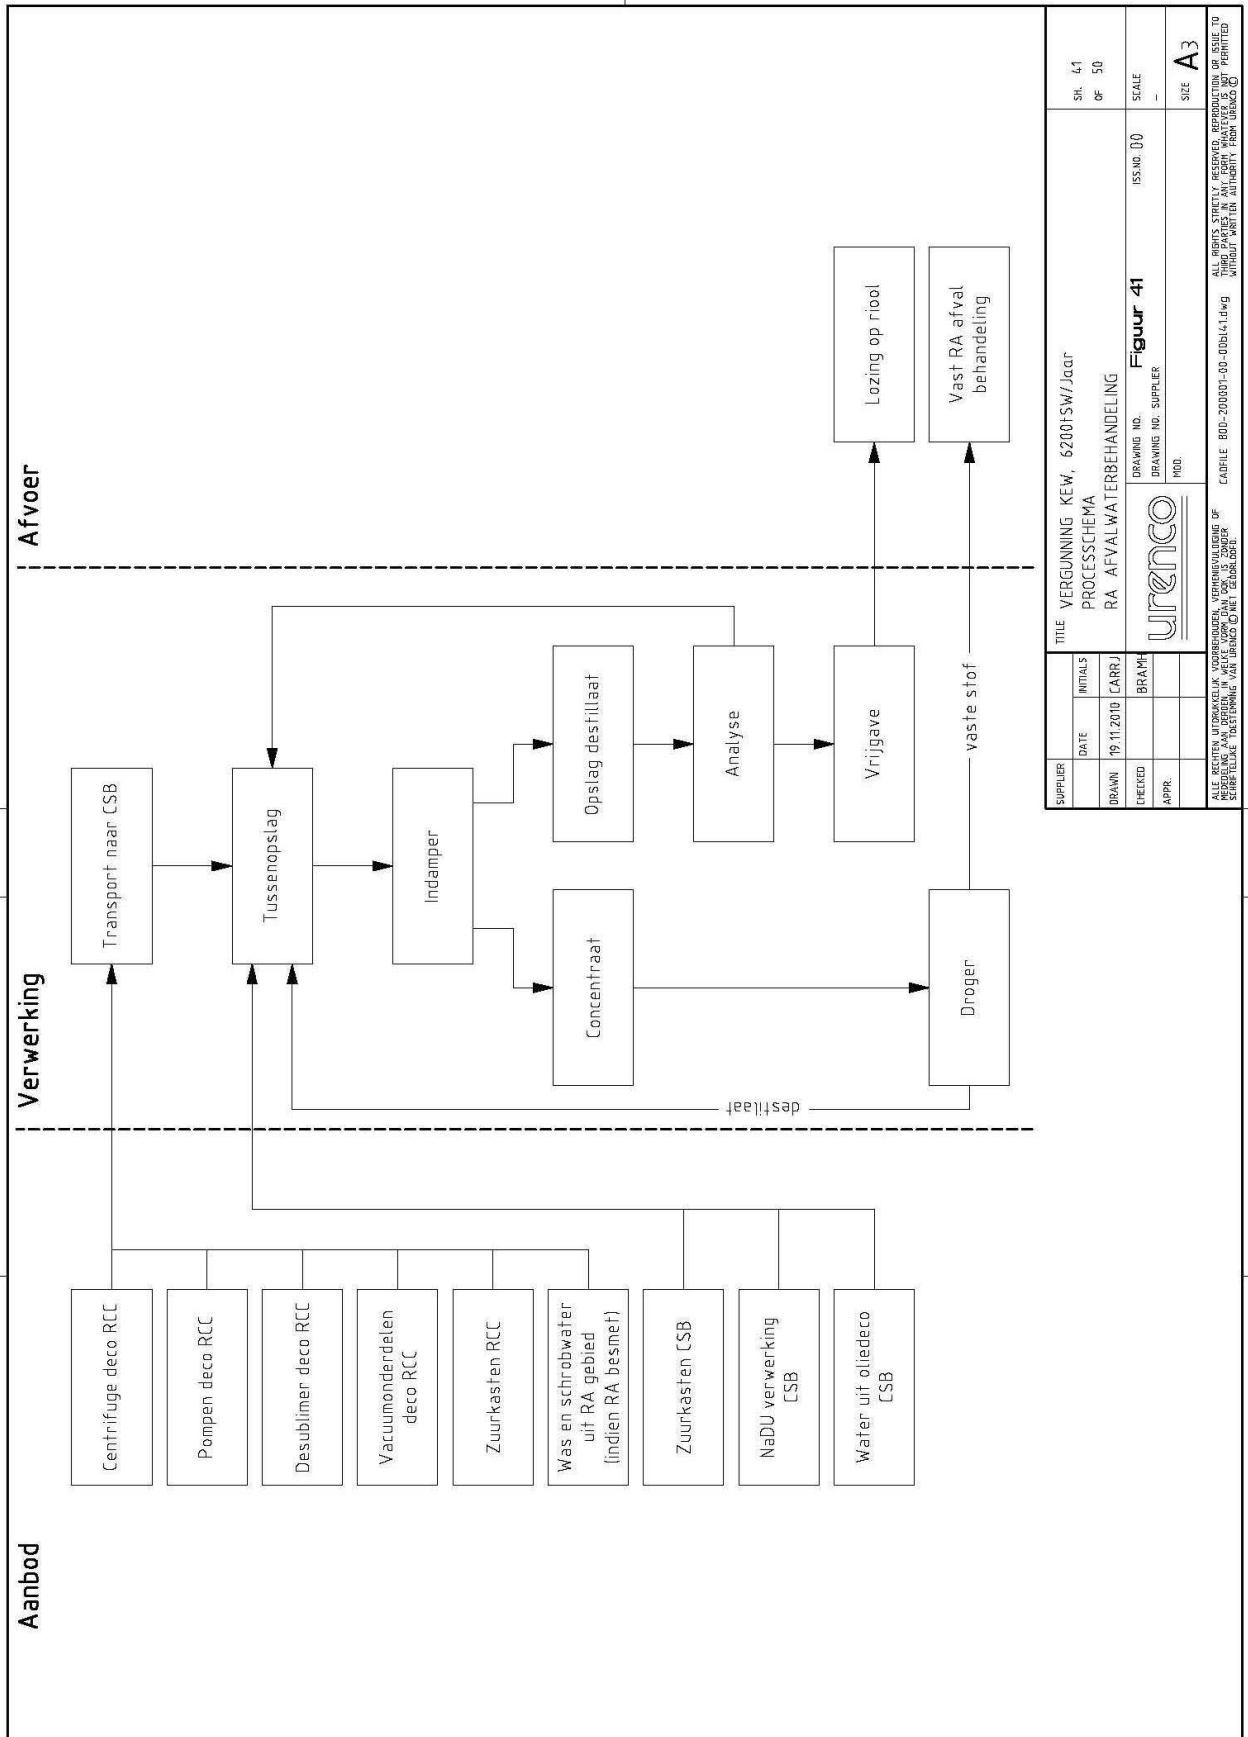 Aanbod
Verwerking
Afvoer
Centrifuge deco RCC
Pompen deco RCC
Desublimer deco RCC
Vacuumonderdelen
deco RCC
Zuurkasten RCC
Was en schrobwater
uit RA gebied
(indien RA besmet)
Zuurkasten CSB
NaDU verwerking
CSB
Water uit oliedeco
CSB
Transport naar CSB
Tussenopslag
Indamper
Concentraat
Opslag destillaat
Analyse
Vrijgave
Droger
destilaat
vaste stof
Lozing op riool
Vast RA afval
behandeling
SUPPLIER
DATE
INITIALS
DRAWN
19.11.2010
CARRJ
CHECKED
BRAMH
APPR.
TITLE
VERGUNNING KEW, 6200tSW/Jaar
PROCESSCHEMA
RA AFVALWATERBEHANDELING
SH. 41
OF 50
urenco
DRAWING NO.
Figuur 41
ISS.NO. 00
SCALE
-
DRAWING NO. SUPPLIER
MOD.
SIZE A3
ALLE RECHTEN UITDRUKKELIJK VOORBEHOUDEN, VERMENIGVULDIGING OF
MEDEDELING AAN DERDEN, IN WELKE VORM DAN OOK, IS ZONDER
SCHRIFTELIJKE TOESTEMMING VAN URENCO © NIET GEOORLOOFD.
CADFILE BOD-200001-00-00bL41.dwg
ALL RIGHTS STRICTLY RESERVED. REPRODUCTION OR ISSUE TO
THIRD PARTIES IN ANY FORM WHATEVER IS NOT PERMITTED
WITHOUT WRITTEN AUTHORITY FROM URENCO ©